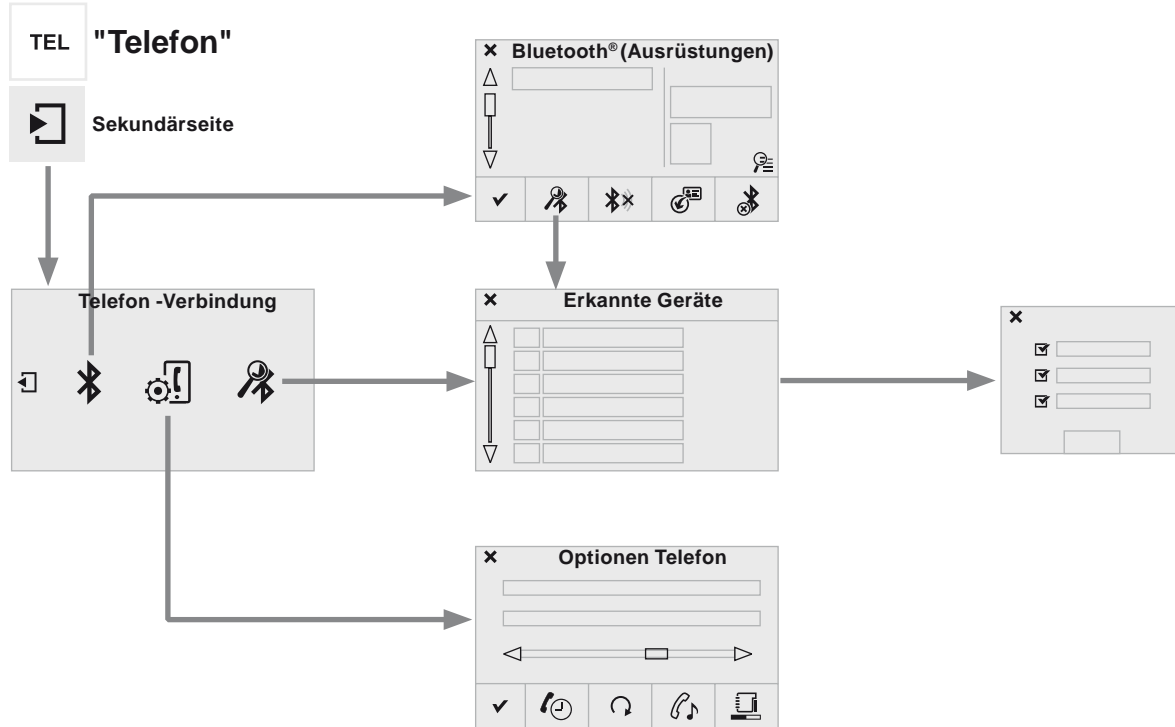 TEL "Telefon"
Sekundärseite
Bluetooth® (Ausrüstungen)
Telefon -Verbindung
Erkannte Geräte
Optionen Telefon